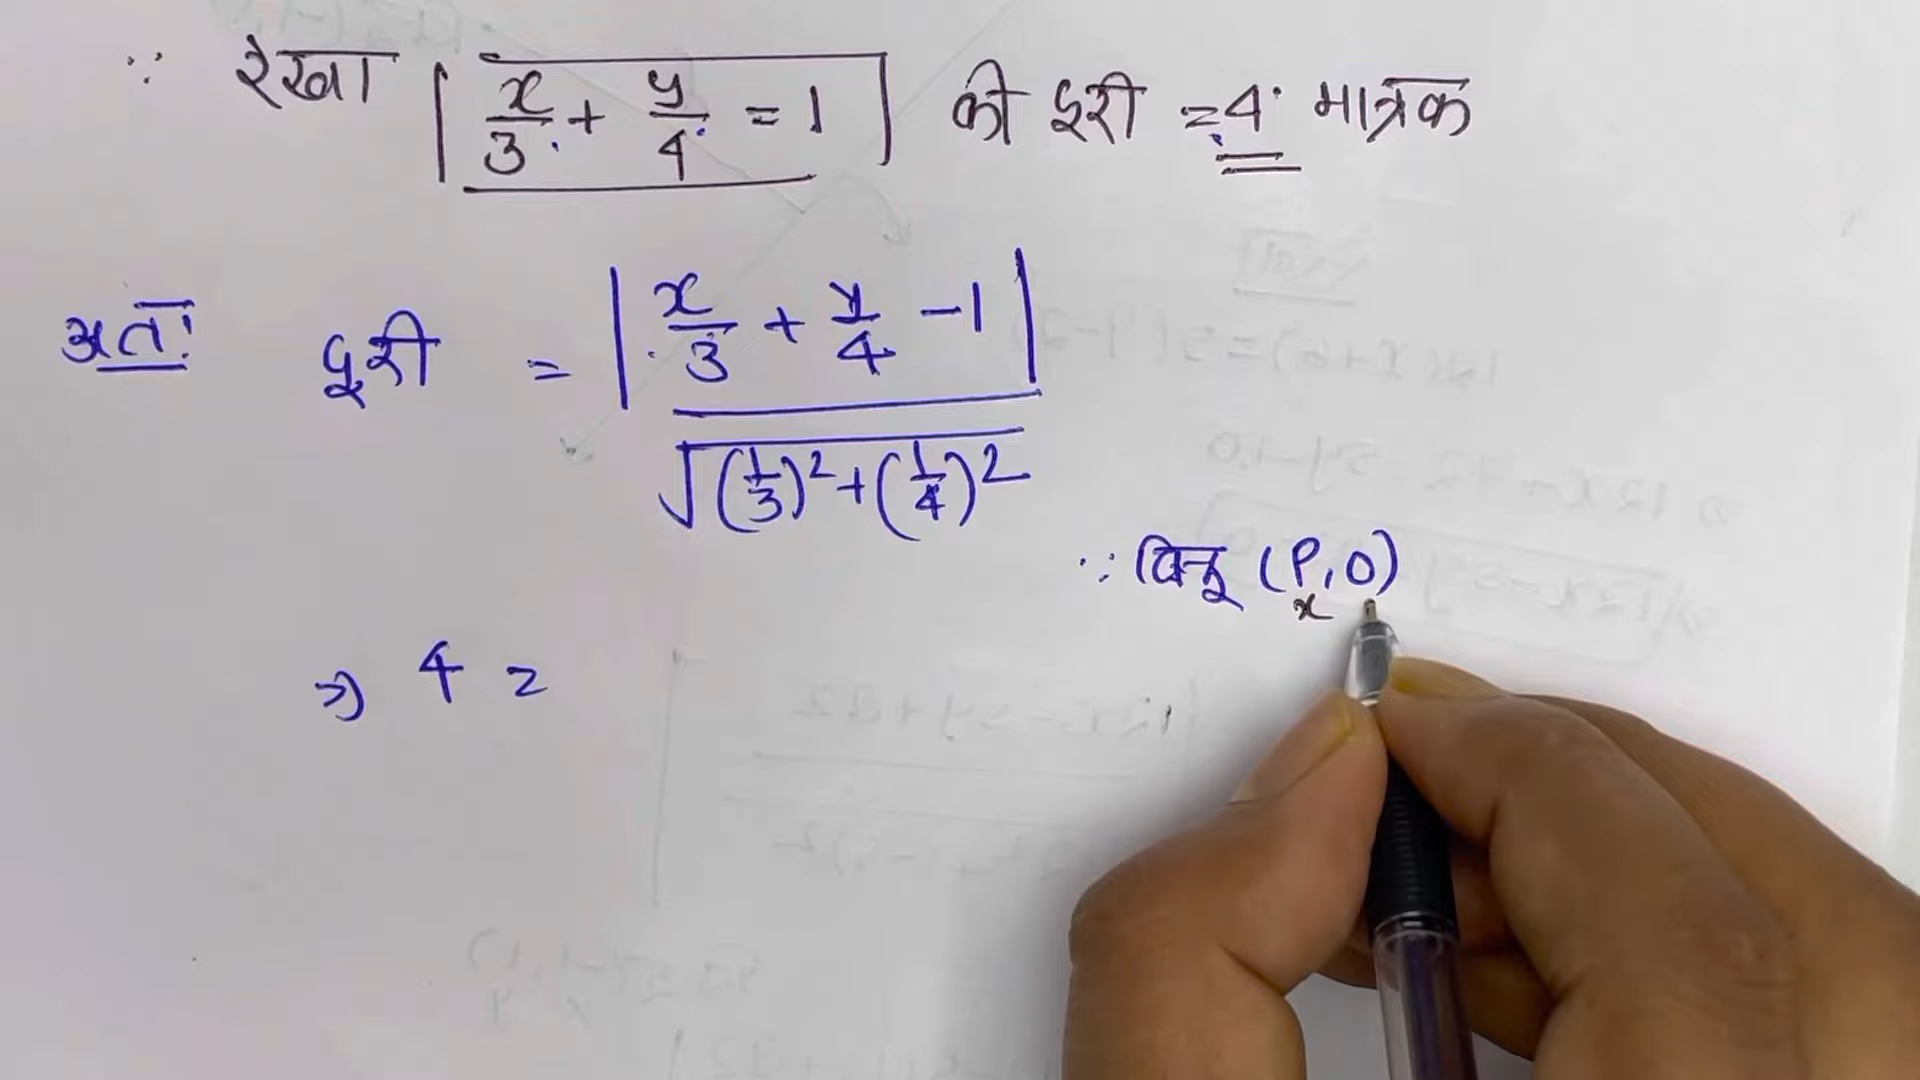 ∵ रेखा x/3 + y/4 = 1 की दूरी = 4 मात्रक
अतः दूरी = |x/3 + y/4 - 1| / √((1/3)² + (1/4)²)
∵ बिन्दू (P, 0)
x
⇒ 4 =